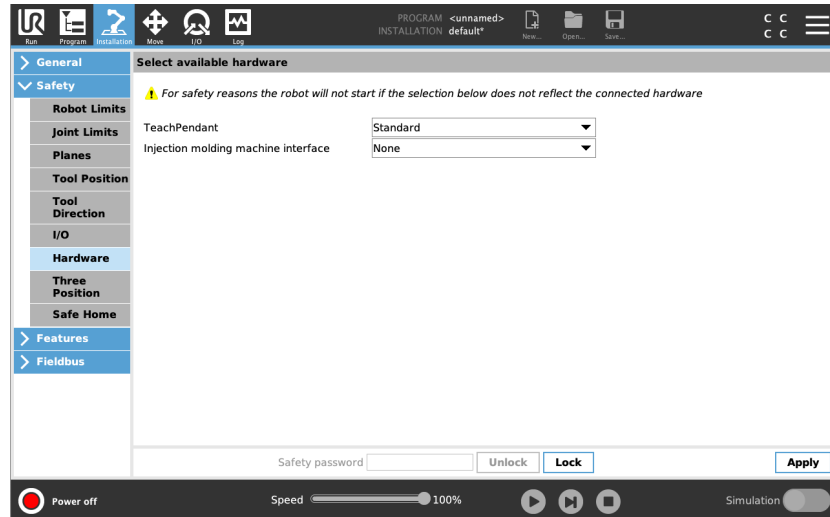 UR
Run
Program
Installation
Move
I/O
Log
PROGRAM <unnamed>
INSTALLATION default*
New...
Open...
Save...
C C
C C
General
Safety
Robot Limits
Joint Limits
Planes
Tool Position
Tool
Direction
I/O
Hardware
Three
Position
Safe Home
Features
Fieldbus
Select available hardware
For safety reasons the robot will not start if the selection below does not reflect the connected hardware
TeachPendant Standard
Injection molding machine interface None
Safety password Unlock Lock Apply
Power off Speed 100% Simulation